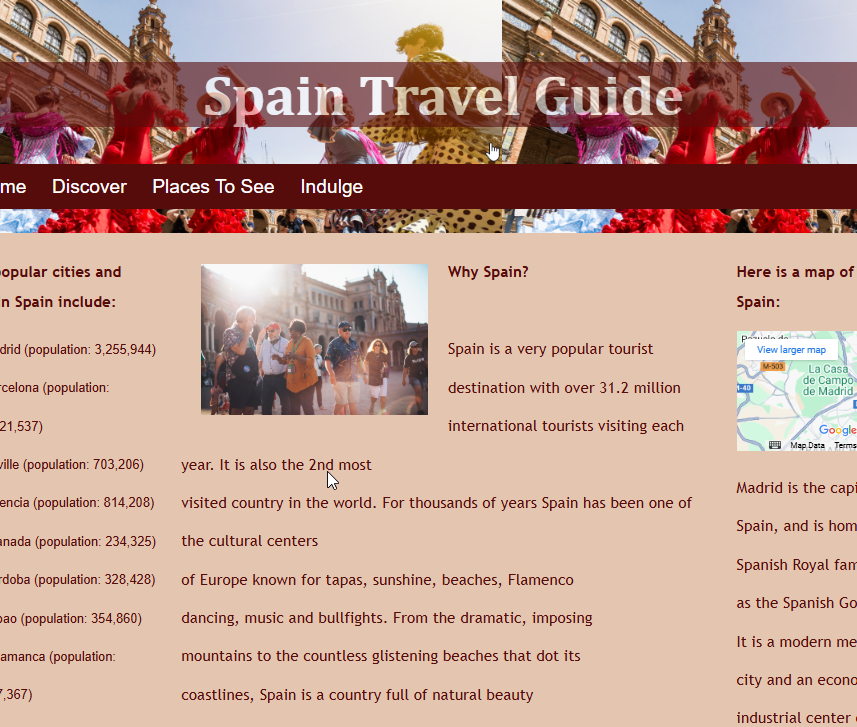 Spain Travel Guide
me Discover Places To See Indulge
opular cities and
n Spain include:
drid (population: 3,255,944)
rcelona (population:
21,537)
ville (population: 703,206)
encia (population: 814,208)
anada (population: 234,325)
rdoba (population: 328,428)
bao (population: 354,860)
amanca (population:
7,367)
Why Spain?
Spain is a very popular tourist
destination with over 31.2 million
international tourists visiting each
year. It is also the 2nd most
visited country in the world. For thousands of years Spain has been one of
the cultural centers
of Europe known for tapas, sunshine, beaches, Flamenco
dancing, music and bullfights. From the dramatic, imposing
mountains to the countless glistening beaches that dot its
coastlines, Spain is a country full of natural beauty
Here is a map of
Spain:
View larger map
M-503
La Casa
de Campo
de Madrid
-40
Google
Map Data Terms
Madrid is the capi
Spain, and is hom
Spanish Royal fam
as the Spanish Go
It is a modern me
city and an econo
industrial center